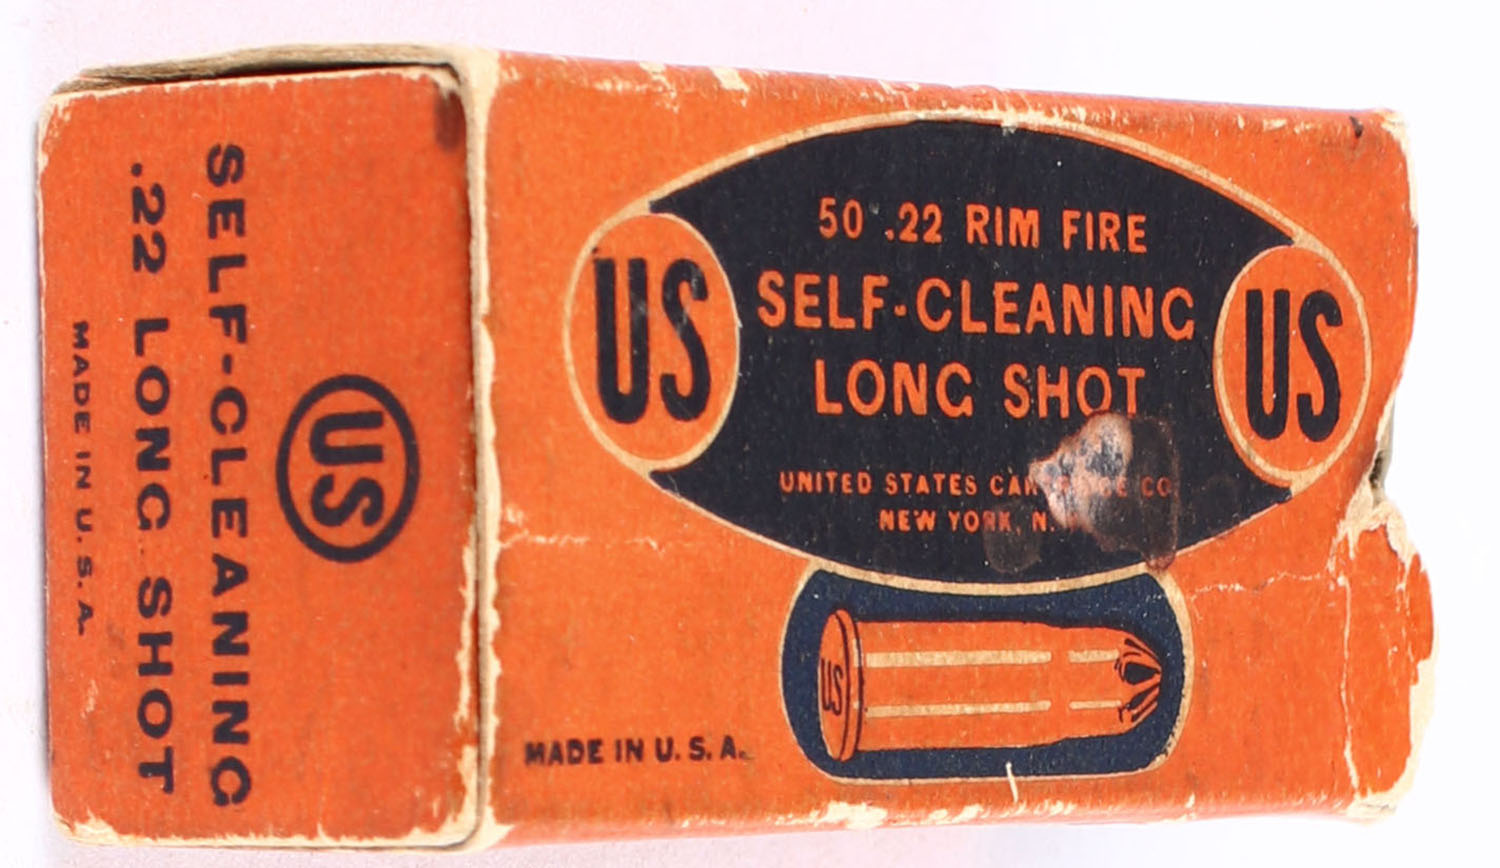 US
SELF-CLEANING
.22 LONG SHOT
MADE IN U.S.A.
50 .22 RIM FIRE
SELF-CLEANING
LONG SHOT
US
US
UNITED STATES CO.
NEW YORK, N.
US
MADE IN U.S.A.